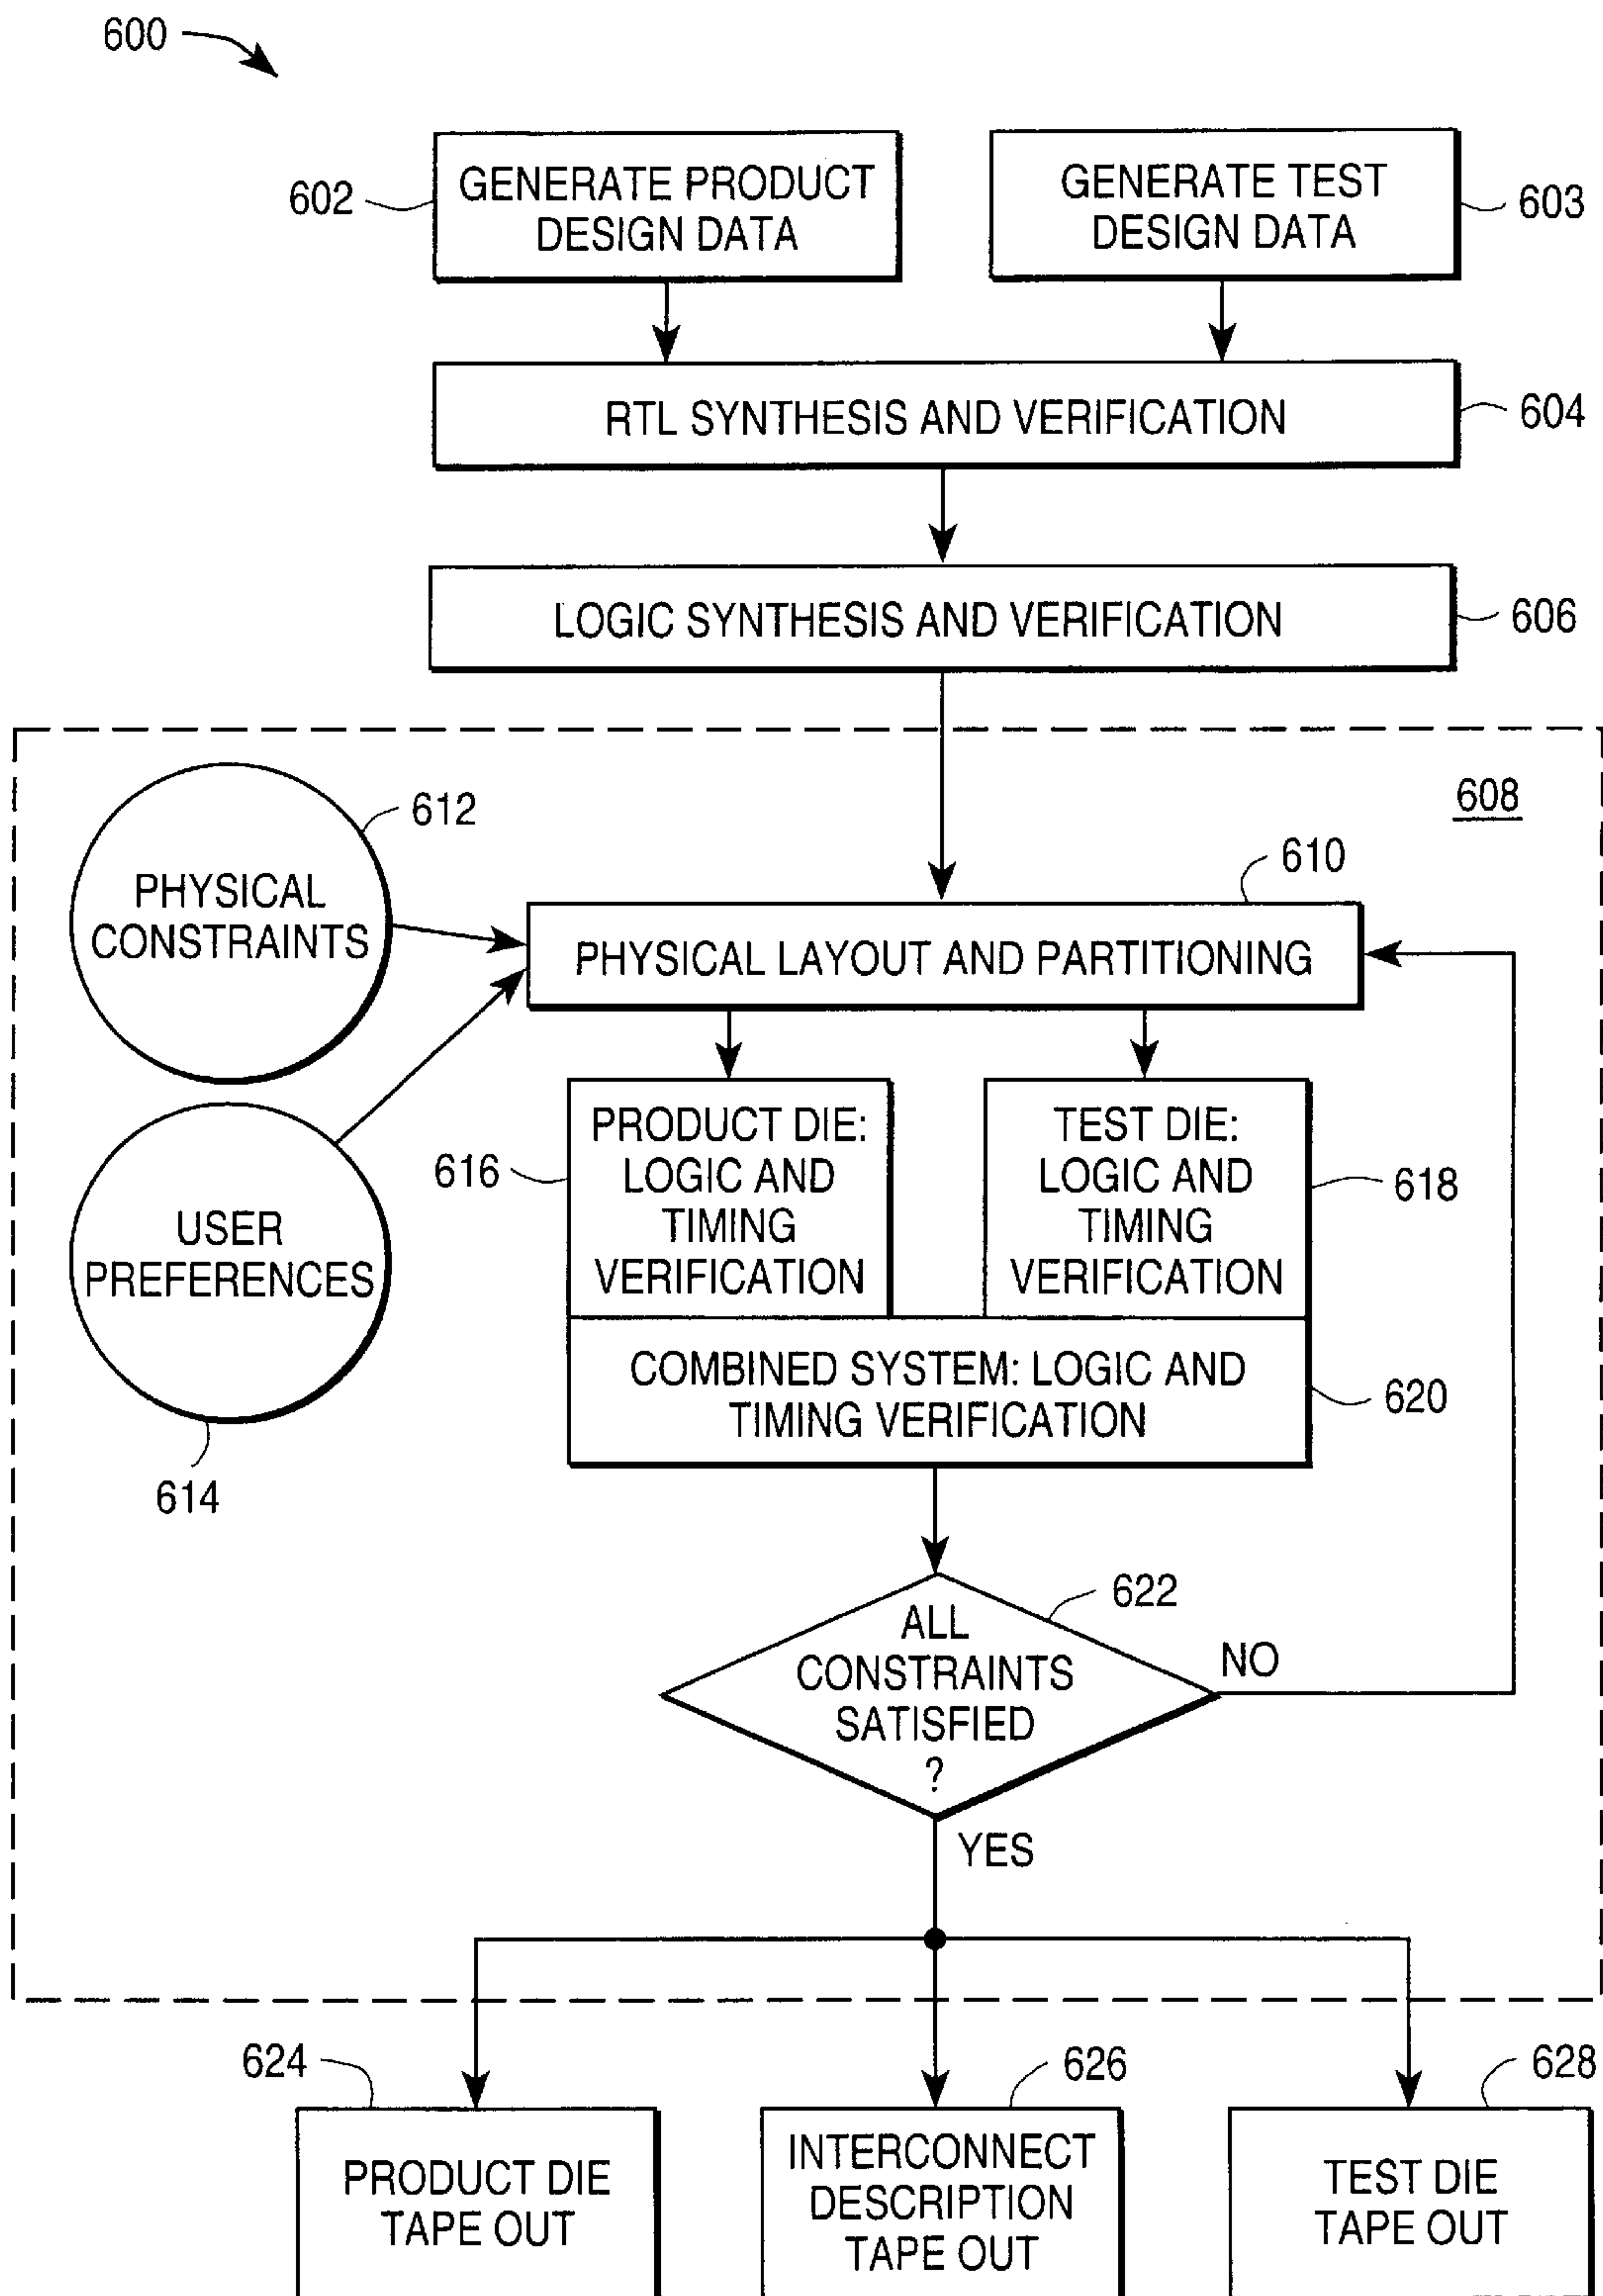 600
602
GENERATE PRODUCT
DESIGN DATA
GENERATE TEST
DESIGN DATA
603
RTL SYNTHESIS AND VERIFICATION
604
LOGIC SYNTHESIS AND VERIFICATION
606
608
612
PHYSICAL
CONSTRAINTS
610
PHYSICAL LAYOUT AND PARTITIONING
USER
PREFERENCES
614
616
PRODUCT DIE:
LOGIC AND
TIMING
VERIFICATION
TEST DIE:
LOGIC AND
TIMING
VERIFICATION
618
COMBINED SYSTEM: LOGIC AND
TIMING VERIFICATION
620
622
ALL
CONSTRAINTS
SATISFIED
?
NO
YES
624
PRODUCT DIE
TAPE OUT
626
INTERCONNECT
DESCRIPTION
TAPE OUT
628
TEST DIE
TAPE OUT